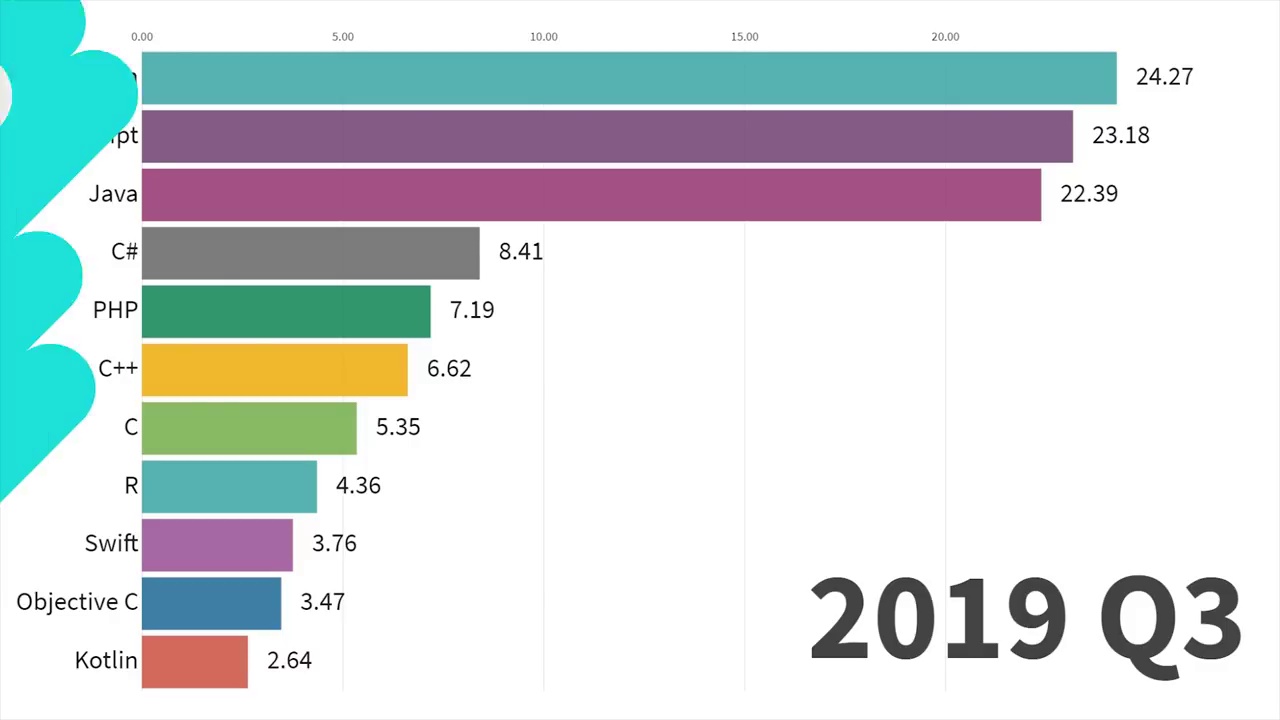 0.00 5.00 10.00 15.00 20.00
24.27
23.18
Java 22.39
C# 8.41
PHP 7.19
C++ 6.62
C 5.35
R 4.36
Swift 3.76
Objective C 3.47
Kotlin 2.64
2019 Q3